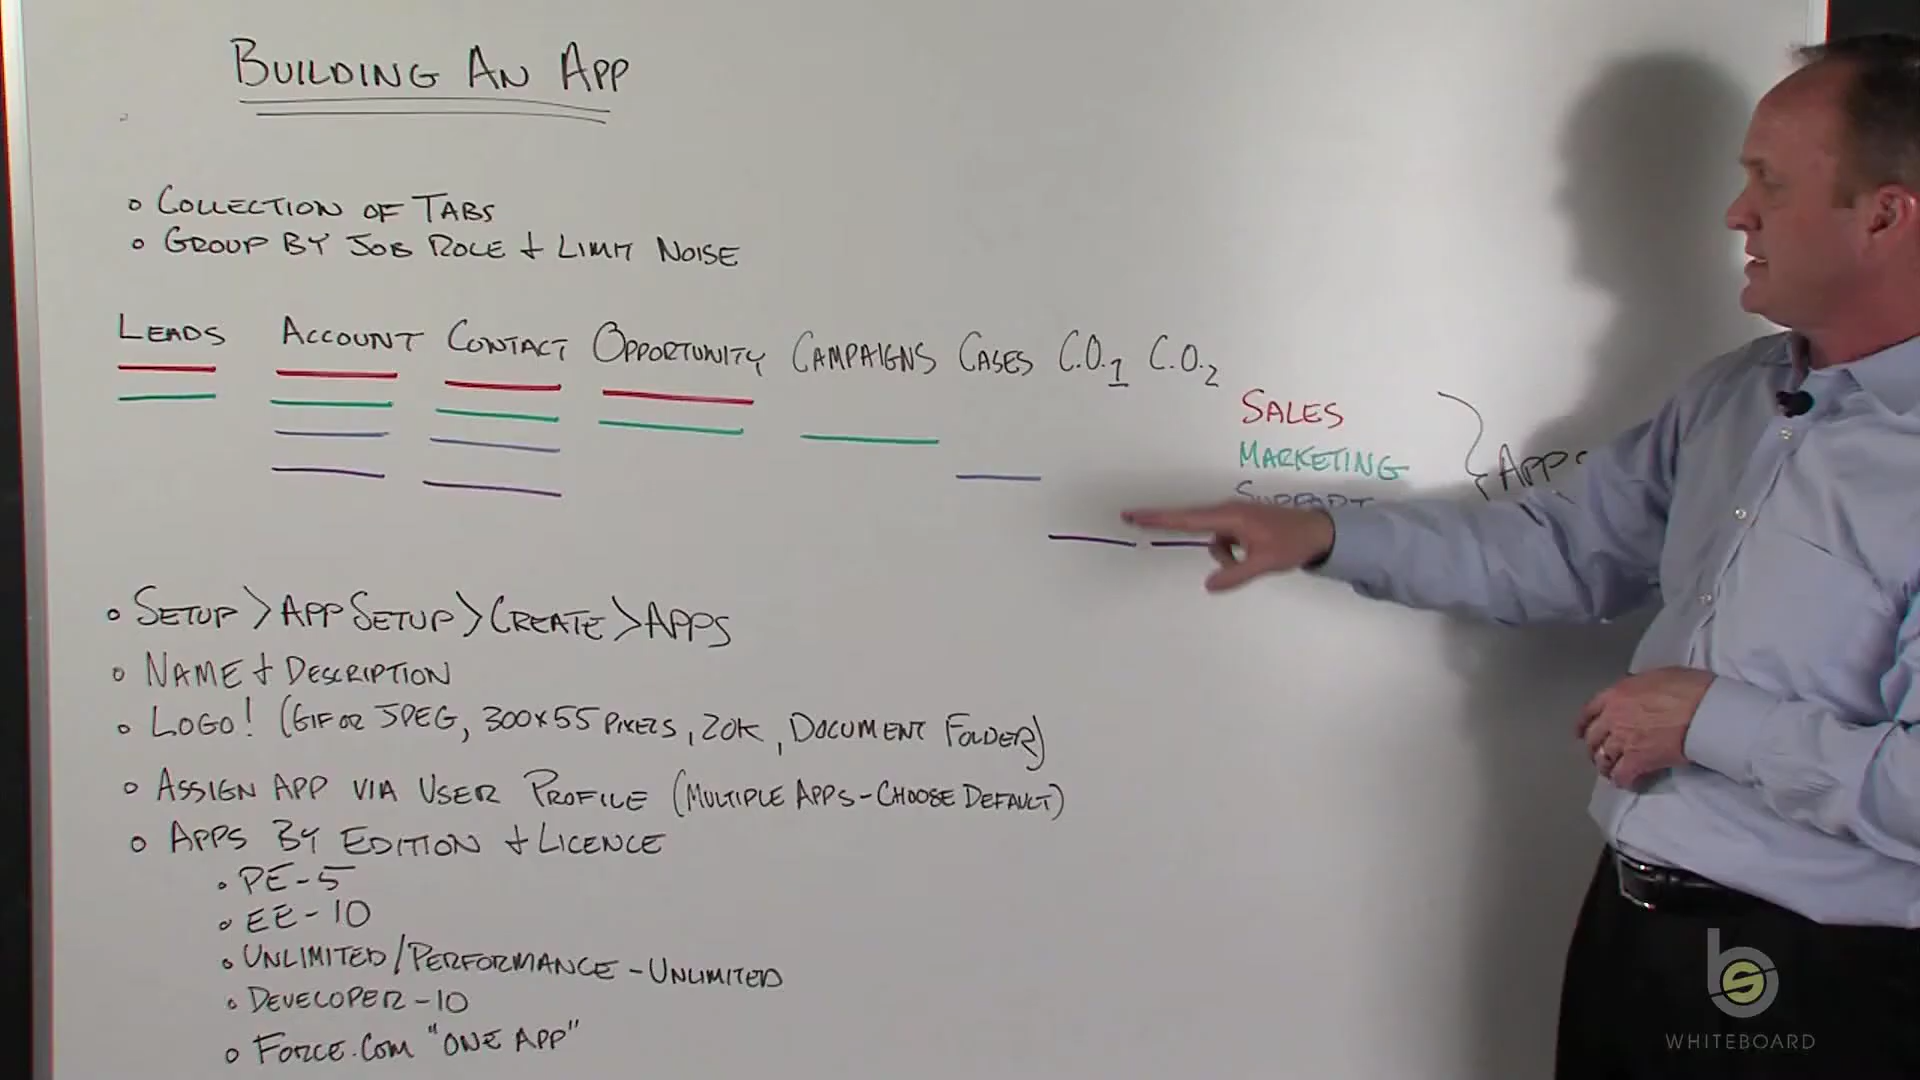 BUILDING AN APP
o COLLECTION OF TABS
o GROUP BY JOB ROLE + LIMIT NOISE
LEADS ACCOUNT CONTACT OPPORTUNITY CAMPAIGNS CASES C.O.1 C.O.2
SALES
MARKETING
SUPPORT
} APPS
o SETUP > APP SETUP > CREATE > APPS
o NAME + DESCRIPTION
o LOGO! (GIF OR JPEG, 300x55 PIXELS, 20K, DOCUMENT FOLDER)
o ASSIGN APP VIA USER PROFILE (MULTIPLE APPS - CHOOSE DEFAULT)
o APPS BY EDITION + LICENCE
• PE - 5
o EE - 10
• UNLIMITED / PERFORMANCE - UNLIMITED
o DEVELOPER - 10
o FORCE.COM "ONE APP"
bs
WHITEBOARD